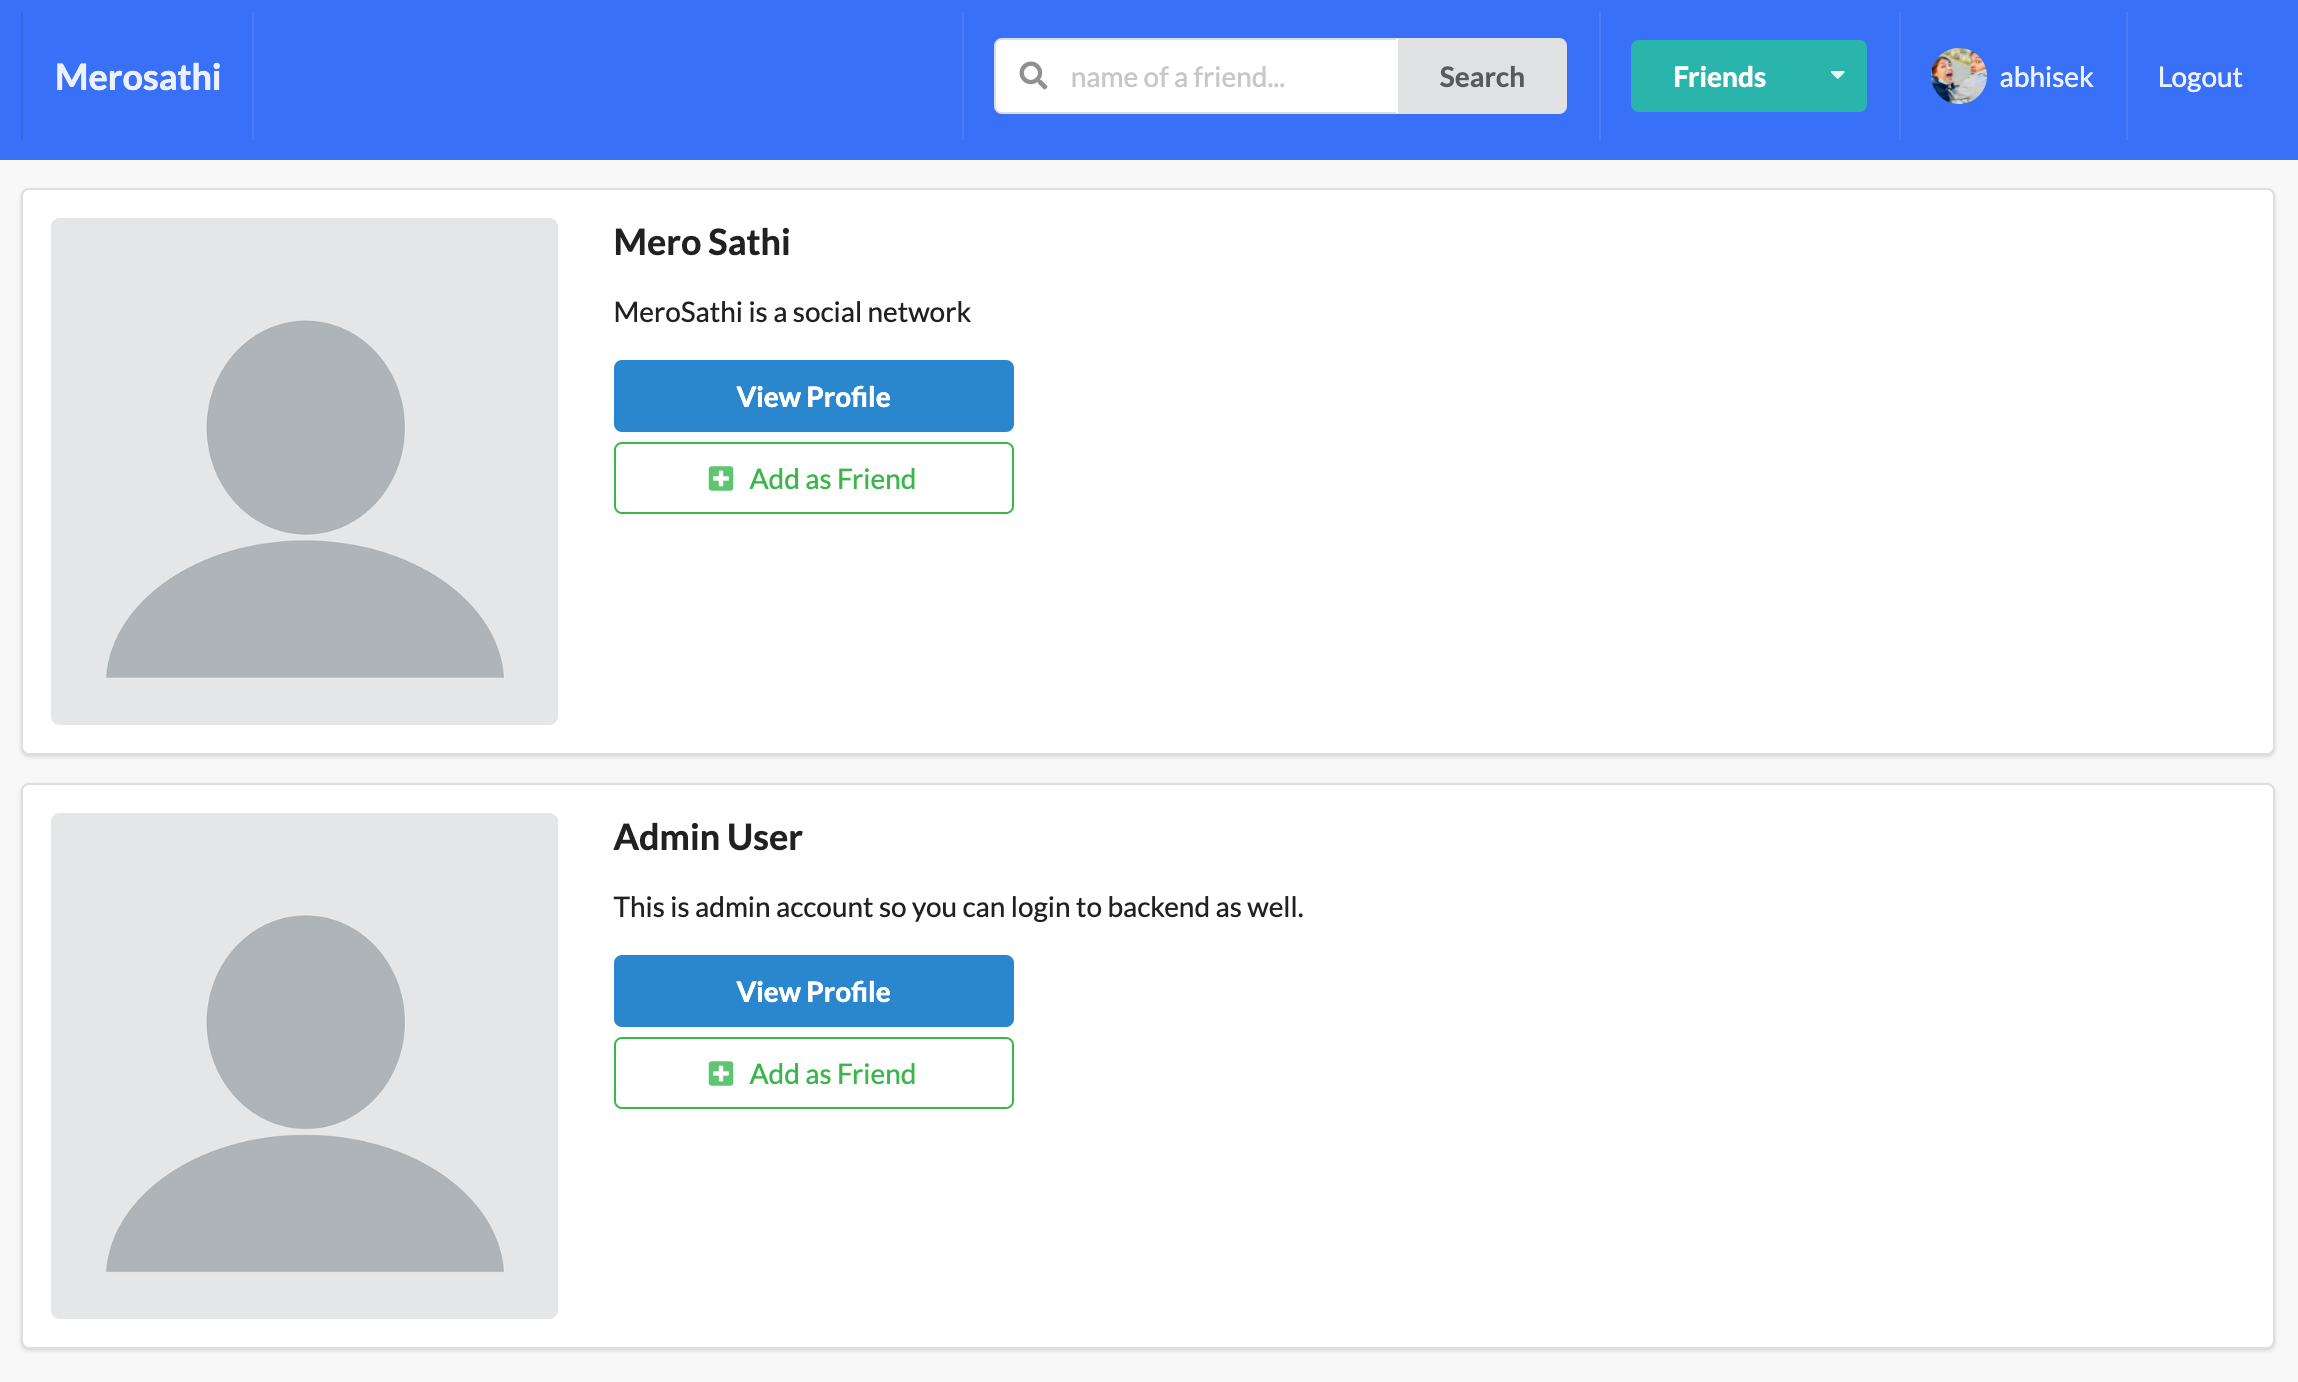 Merosathi
name of a friend...
Search
Friends
abhisek
Logout
Mero Sathi
MeroSathi is a social network
View Profile
Add as Friend
Admin User
This is admin account so you can login to backend as well.
View Profile
Add as Friend